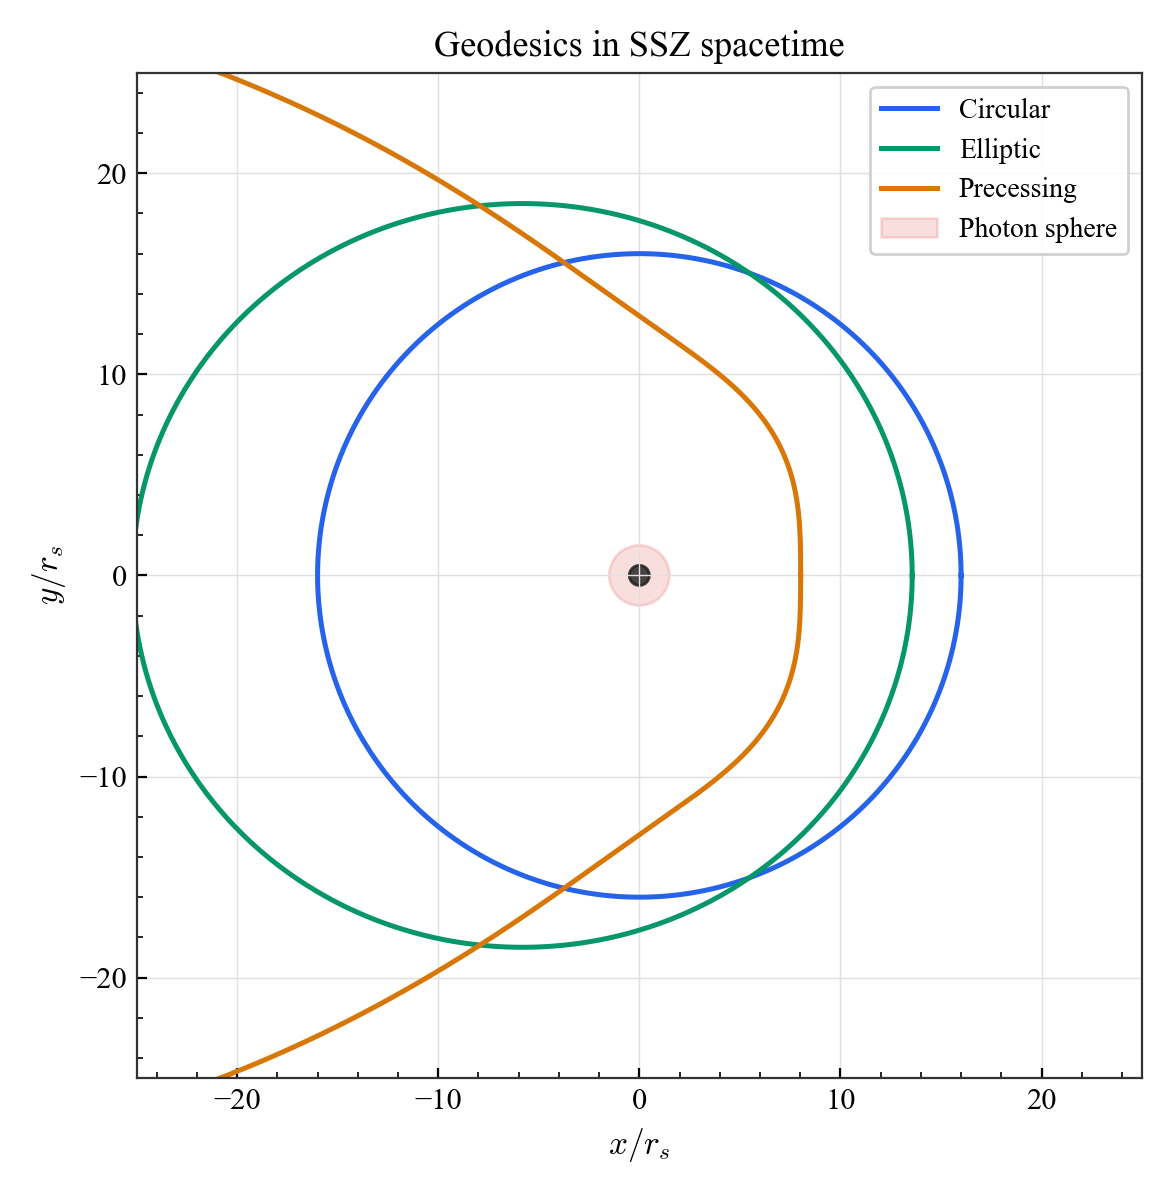 Geodesics in SSZ spacetime
Circular
Elliptic
Precessing
Photon sphere
20
10
0
−10
−20
y/r_s
−20
−10
0
10
20
x/r_s